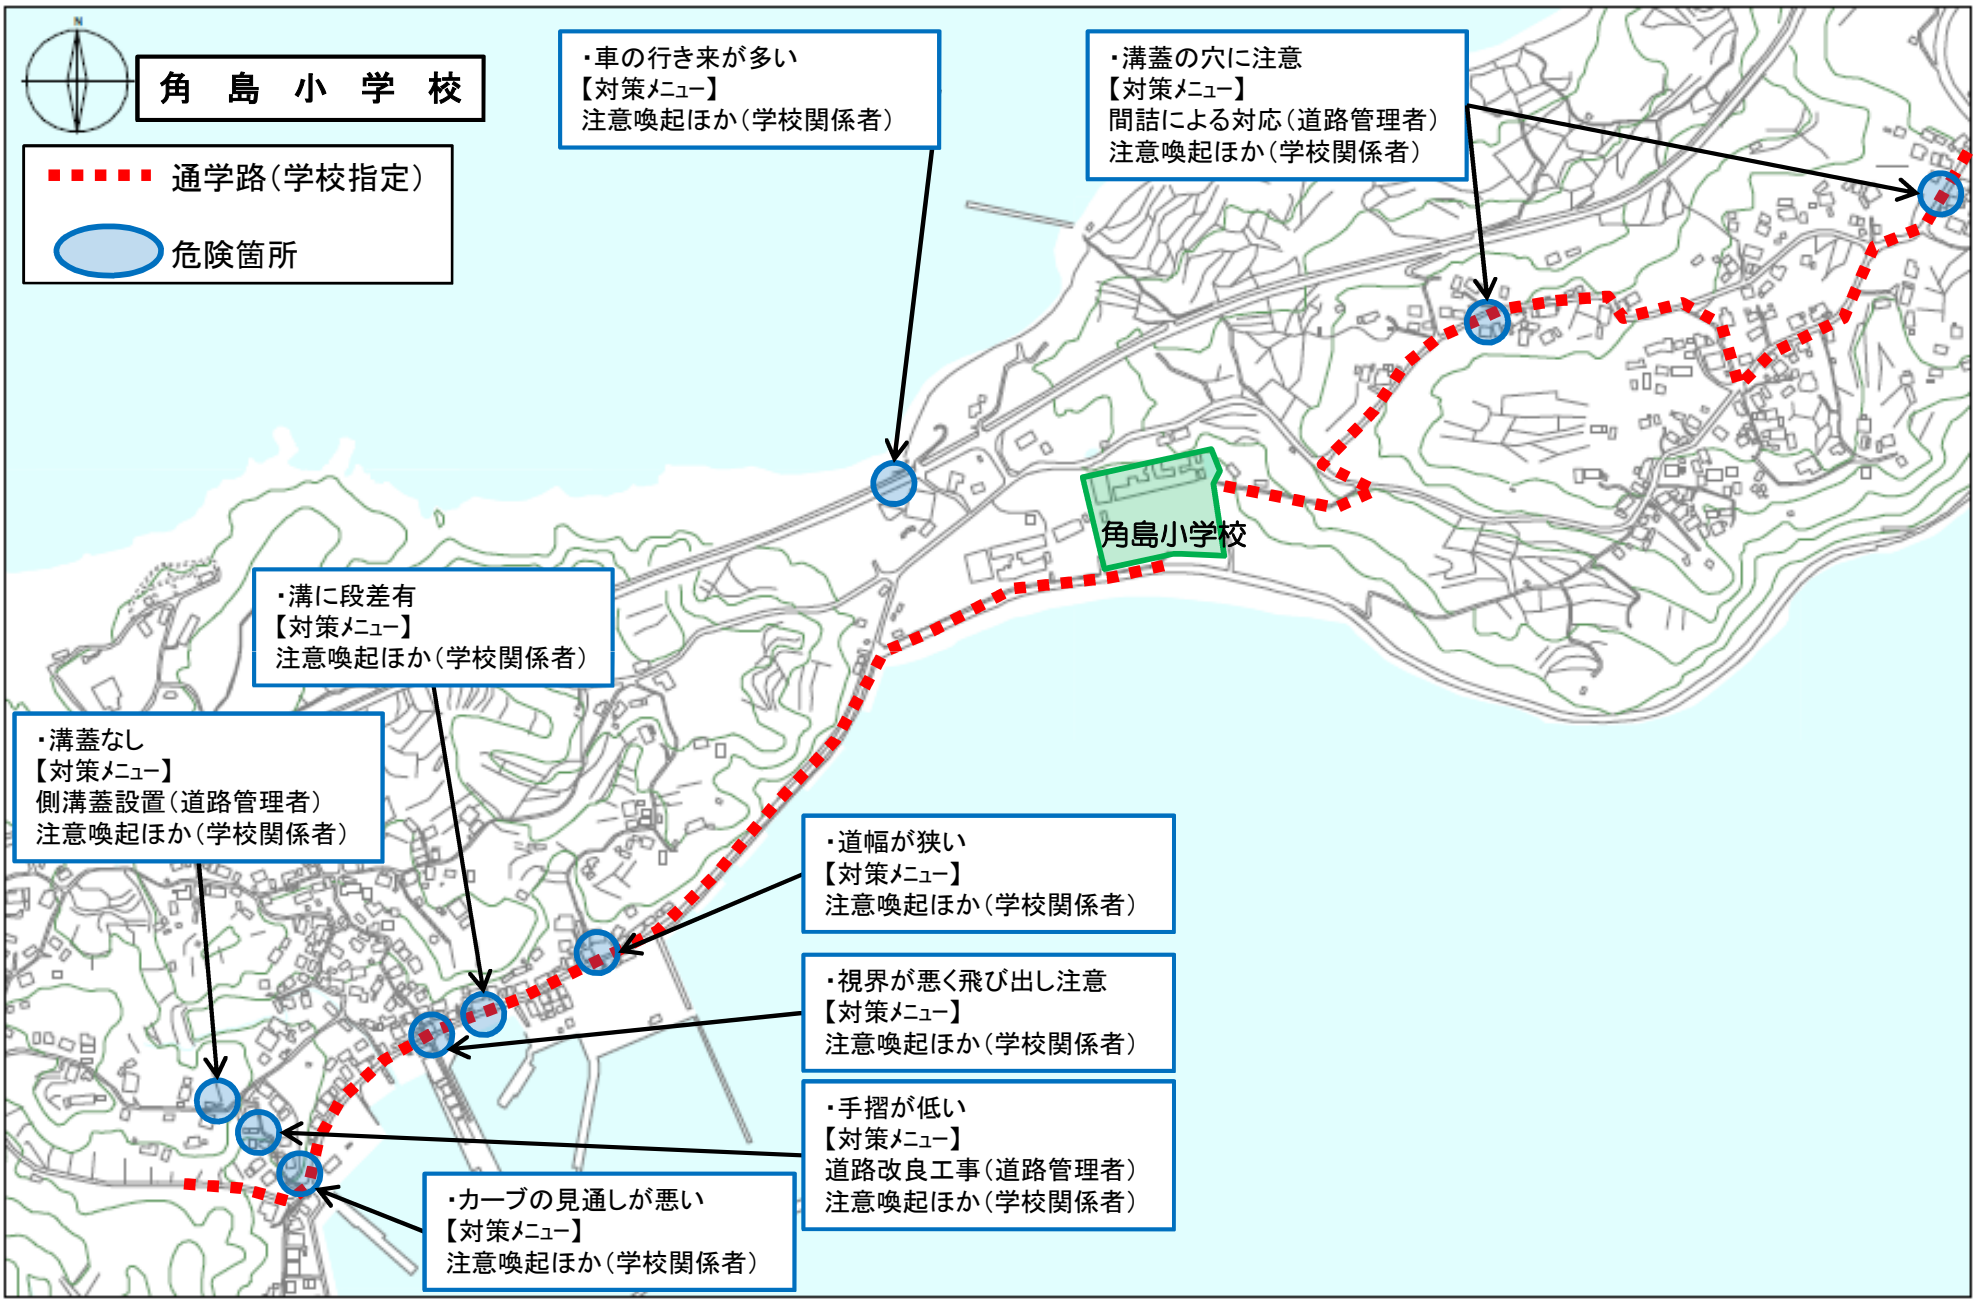 N
角島小学校
通学路（学校指定）
危険箇所
・車の行き来が多い
【対策メニュー】
注意喚起ほか（学校関係者）
・溝蓋の穴に注意
【対策メニュー】
間詰による対応（道路管理者）
注意喚起ほか（学校関係者）
角島小学校
・溝に段差有
【対策メニュー】
注意喚起ほか（学校関係者）
・溝蓋なし
【対策メニュー】
側溝蓋設置（道路管理者）
注意喚起ほか（学校関係者）
・道幅が狭い
【対策メニュー】
注意喚起ほか（学校関係者）
・視界が悪く飛び出し注意
【対策メニュー】
注意喚起ほか（学校関係者）
・手摺が低い
【対策メニュー】
道路改良工事（道路管理者）
注意喚起ほか（学校関係者）
・カーブの見通しが悪い
【対策メニュー】
注意喚起ほか（学校関係者）